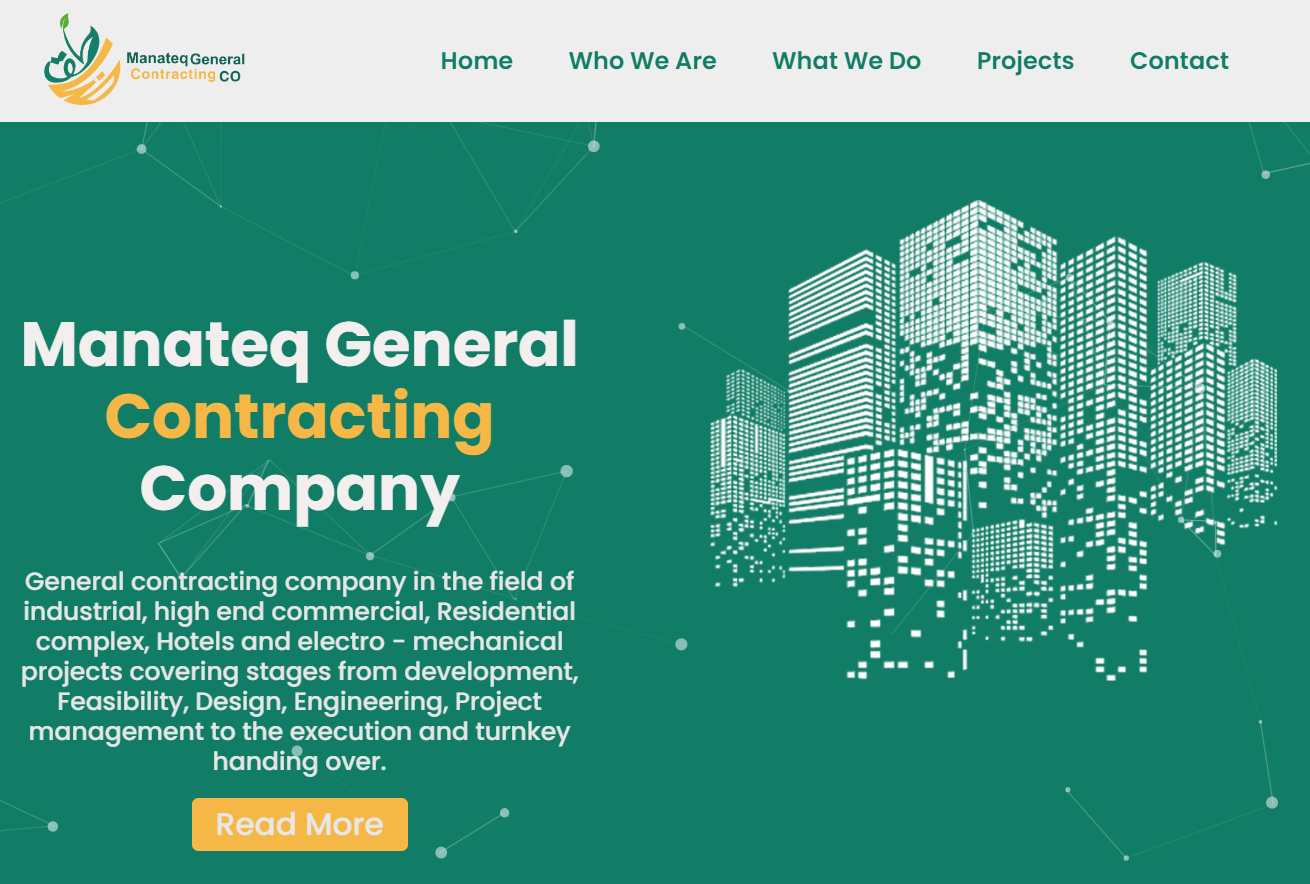 Manateq General
Contracting CO
Home Who We Are What We Do Projects Contact
Manateq General
Contracting
Company
General contracting company in the field of
industrial, high end commercial, Residential
complex, Hotels and electro - mechanical
projects covering stages from development,
Feasibility, Design, Engineering, Project
management to the execution and turnkey
handing over.
Read More